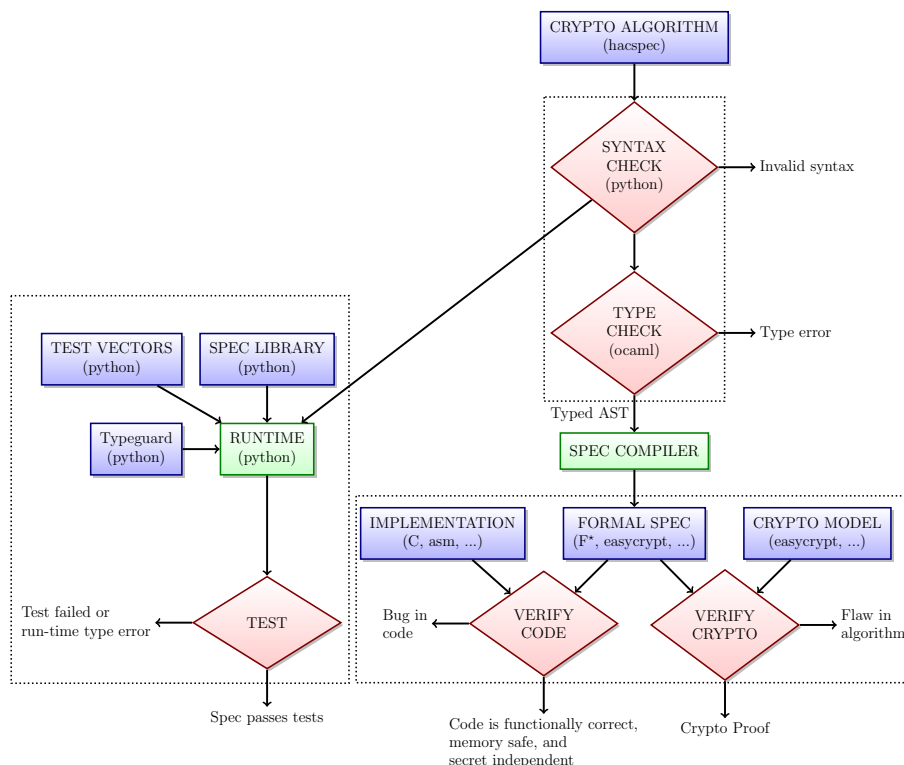 CRYPTO ALGORITHM
(hacspec)
SYNTAX
CHECK
(python)
Invalid syntax
TYPE
CHECK
(ocaml)
Type error
Typed AST
SPEC COMPILER
TEST VECTORS
(python)
SPEC LIBRARY
(python)
Typeguard
(python)
RUNTIME
(python)
TEST
Test failed or
run-time type error
Spec passes tests
IMPLEMENTATION
(C, asm, ...)
FORMAL SPEC
(F*, easycrypt, ...)
CRYPTO MODEL
(easycrypt, ...)
Bug in
code
VERIFY
CODE
VERIFY
CRYPTO
Flaw in
algorithm
Code is functionally correct,
memory safe, and
secret independent
Crypto Proof